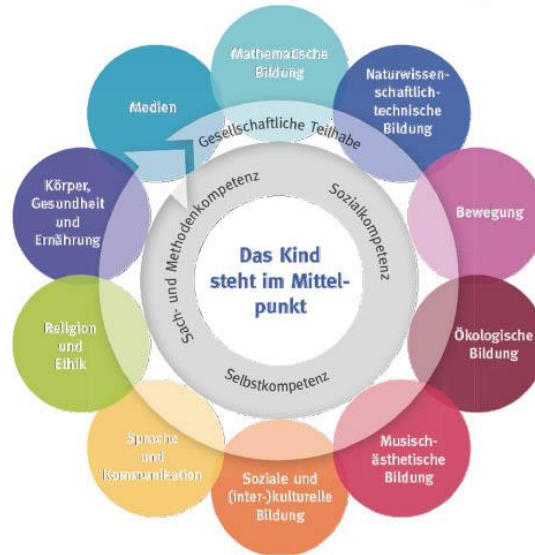 Mathematische
Bildung
Naturwissen-
schaftlich-
technische
Bildung
Bewegung
Ökologische
Bildung
Musisch-
ästhetische
Bildung
Soziale und
(inter-)kulturelle
Bildung
Sprache
und
Kommunikation
Religion
und
Ethik
Körper,
Gesundheit
und
Ernährung
Medien
Gesellschaftliche Teilhabe
Sach- und Methodenkompetenz
Sozialkompetenz
Selbstkompetenz
Das Kind
steht im Mittel-
punkt